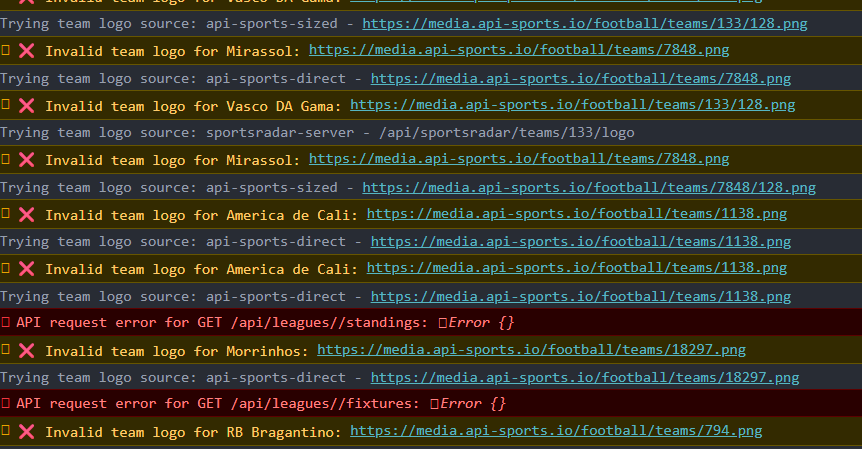 Trying team logo source: api-sports-sized - https://media.api-sports.io/football/teams/133/128.png
❌ Invalid team logo for Mirassol: https://media.api-sports.io/football/teams/7848.png
Trying team logo source: api-sports-direct - https://media.api-sports.io/football/teams/7848.png
❌ Invalid team logo for Vasco DA Gama: https://media.api-sports.io/football/teams/133/128.png
Trying team logo source: sportsradar-server - /api/sportsradar/teams/133/logo
❌ Invalid team logo for Mirassol: https://media.api-sports.io/football/teams/7848.png
Trying team logo source: api-sports-sized - https://media.api-sports.io/football/teams/7848/128.png
❌ Invalid team logo for America de Cali: https://media.api-sports.io/football/teams/1138.png
Trying team logo source: api-sports-direct - https://media.api-sports.io/football/teams/1138.png
❌ Invalid team logo for America de Cali: https://media.api-sports.io/football/teams/1138.png
Trying team logo source: api-sports-direct - https://media.api-sports.io/football/teams/1138.png
API request error for GET /api/leagues//standings: Error {}
❌ Invalid team logo for Morrinhos: https://media.api-sports.io/football/teams/18297.png
Trying team logo source: api-sports-direct - https://media.api-sports.io/football/teams/18297.png
API request error for GET /api/leagues//fixtures: Error {}
❌ Invalid team logo for RB Bragantino: https://media.api-sports.io/football/teams/794.png